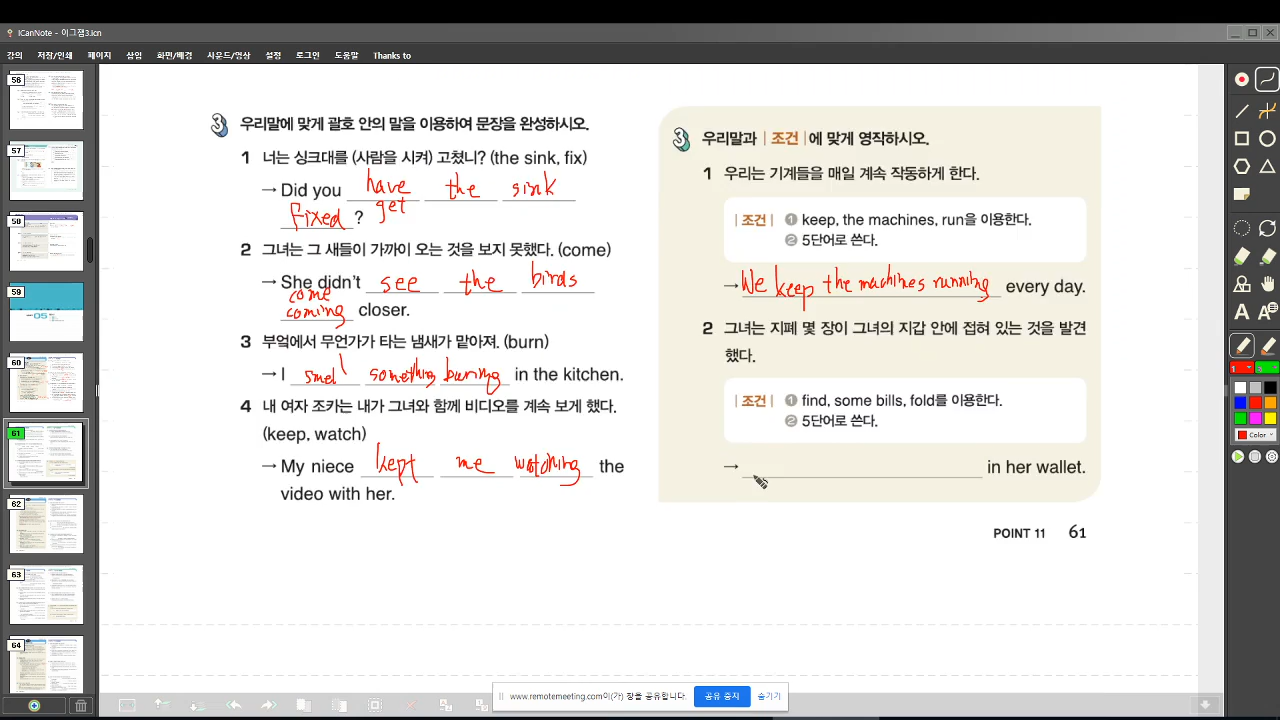 ICanNote - 이그잼3.icn
강의 저장/인쇄 페이지 삽입 화면/배경 시험지/영상 설정 도구들 도움말 Thanks to
56
57
58
59
60
61
62
63
64
3 우리말에 맞게 괄호 안의 말을 이용하여 문장을 완성하시오.
1 너는 싱크대를 (사람을 시켜) 고쳤니? (the sink, fix)
→ Did you have the sink
get
fixed ?
2 그녀는 그 새들이 가까이 오는 것을 보지 못했다. (come)
→ She didn't see the birds
come
coming closer.
3 부엌에서 무언가가 타는 냄새가 맡아져. (burn)
→ I something burning in the kitchen.
4 내 여자 조카는 내가 그녀와 함께 비디오를 계속 보게 했다.
(keep, watch)
→ My niece kept me watching the
video with her.
3 우리말과 | 조건 | 에 맞게 영작하시오.
1 우리는 기계들을 매일 계속 작동하게 한다.
조건 1 keep, the machines, run을 이용한다.
2 5단어로 쓴다.
→ We keep the machines running every day.
2 그녀는 지폐 몇 장이 그녀의 지갑 안에 접혀 있는 것을 발견
했다.
조건 1 find, some bills, fold를 이용한다.
2 5단어로 쓴다.
→ in her wallet.
POINT 11 61
Color
www.remotemeeting.com이(가) 창을 공유합니다. 공유 중지